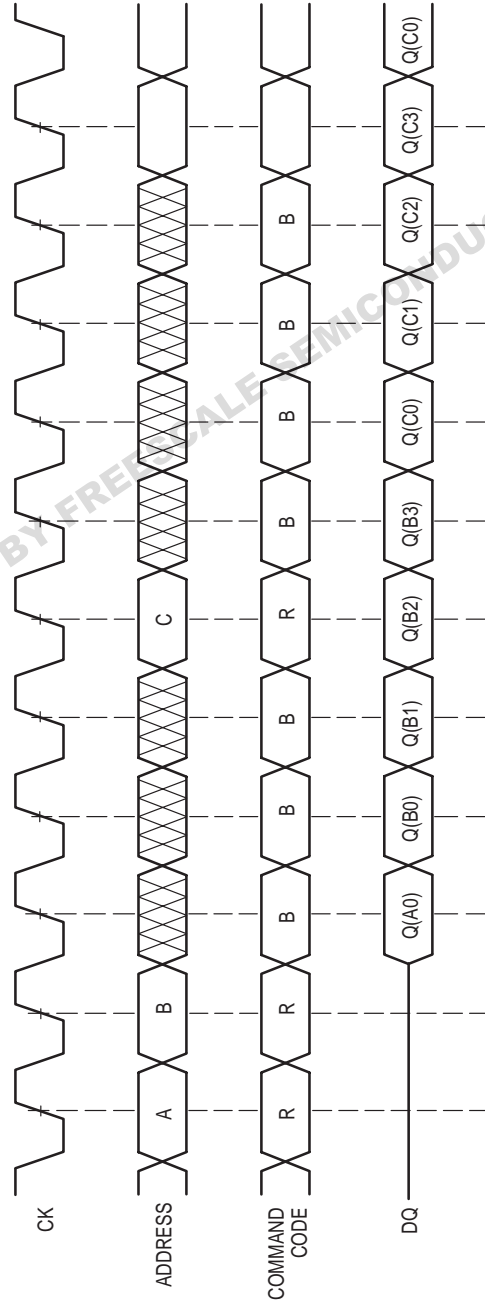 CK
ADDRESS A B C
COMMAND
CODE R R B B B R B B B B
DQ Q(A0) Q(B0) Q(B1) Q(B2) Q(B3) Q(C0) Q(C1) Q(C2) Q(C3) Q(C0)
BY FREESCALE SEMICONDUC